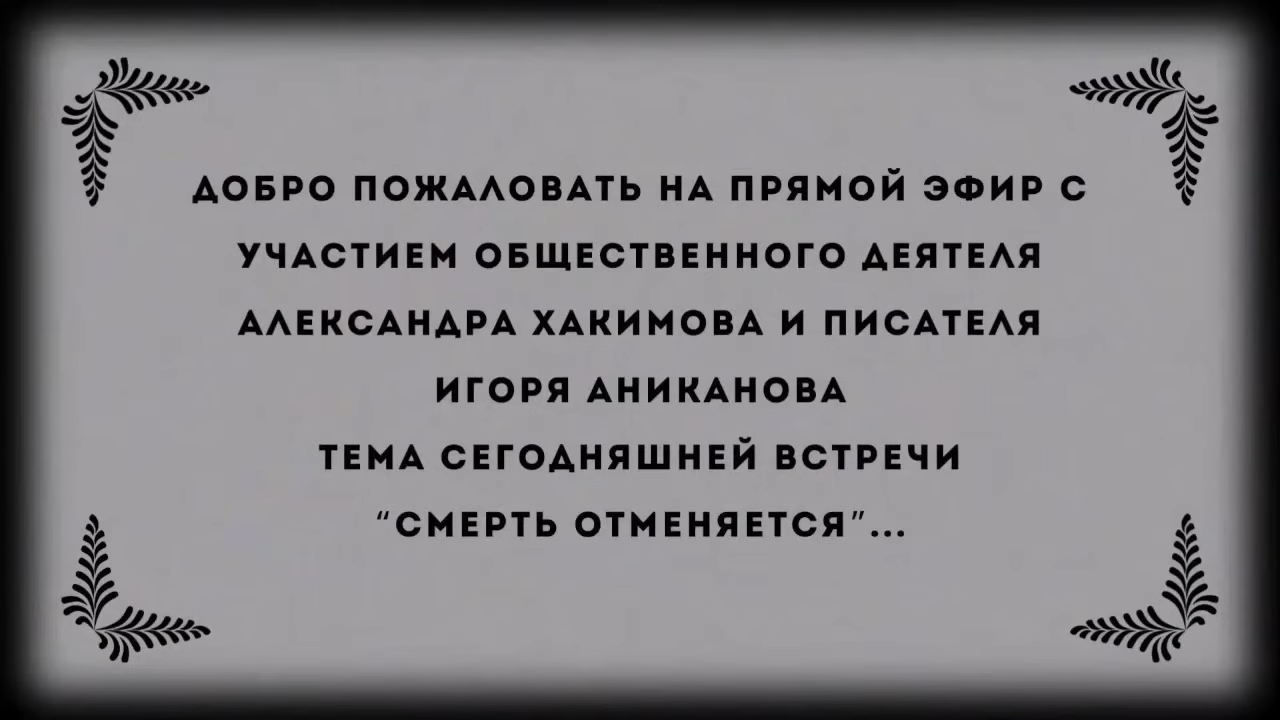 ДОБРО ПОЖАЛОВАТЬ НА ПРЯМОЙ ЭФИР С
УЧАСТИЕМ ОБЩЕСТВЕННОГО ДЕЯТЕЛЯ
АЛЕКСАНДРА ХАКИМОВА И ПИСАТЕЛЯ
ИГОРЯ АНИКАНОВА
ТЕМА СЕГОДНЯШНЕЙ ВСТРЕЧИ
“СМЕРТЬ ОТМЕНЯЕТСЯ”...